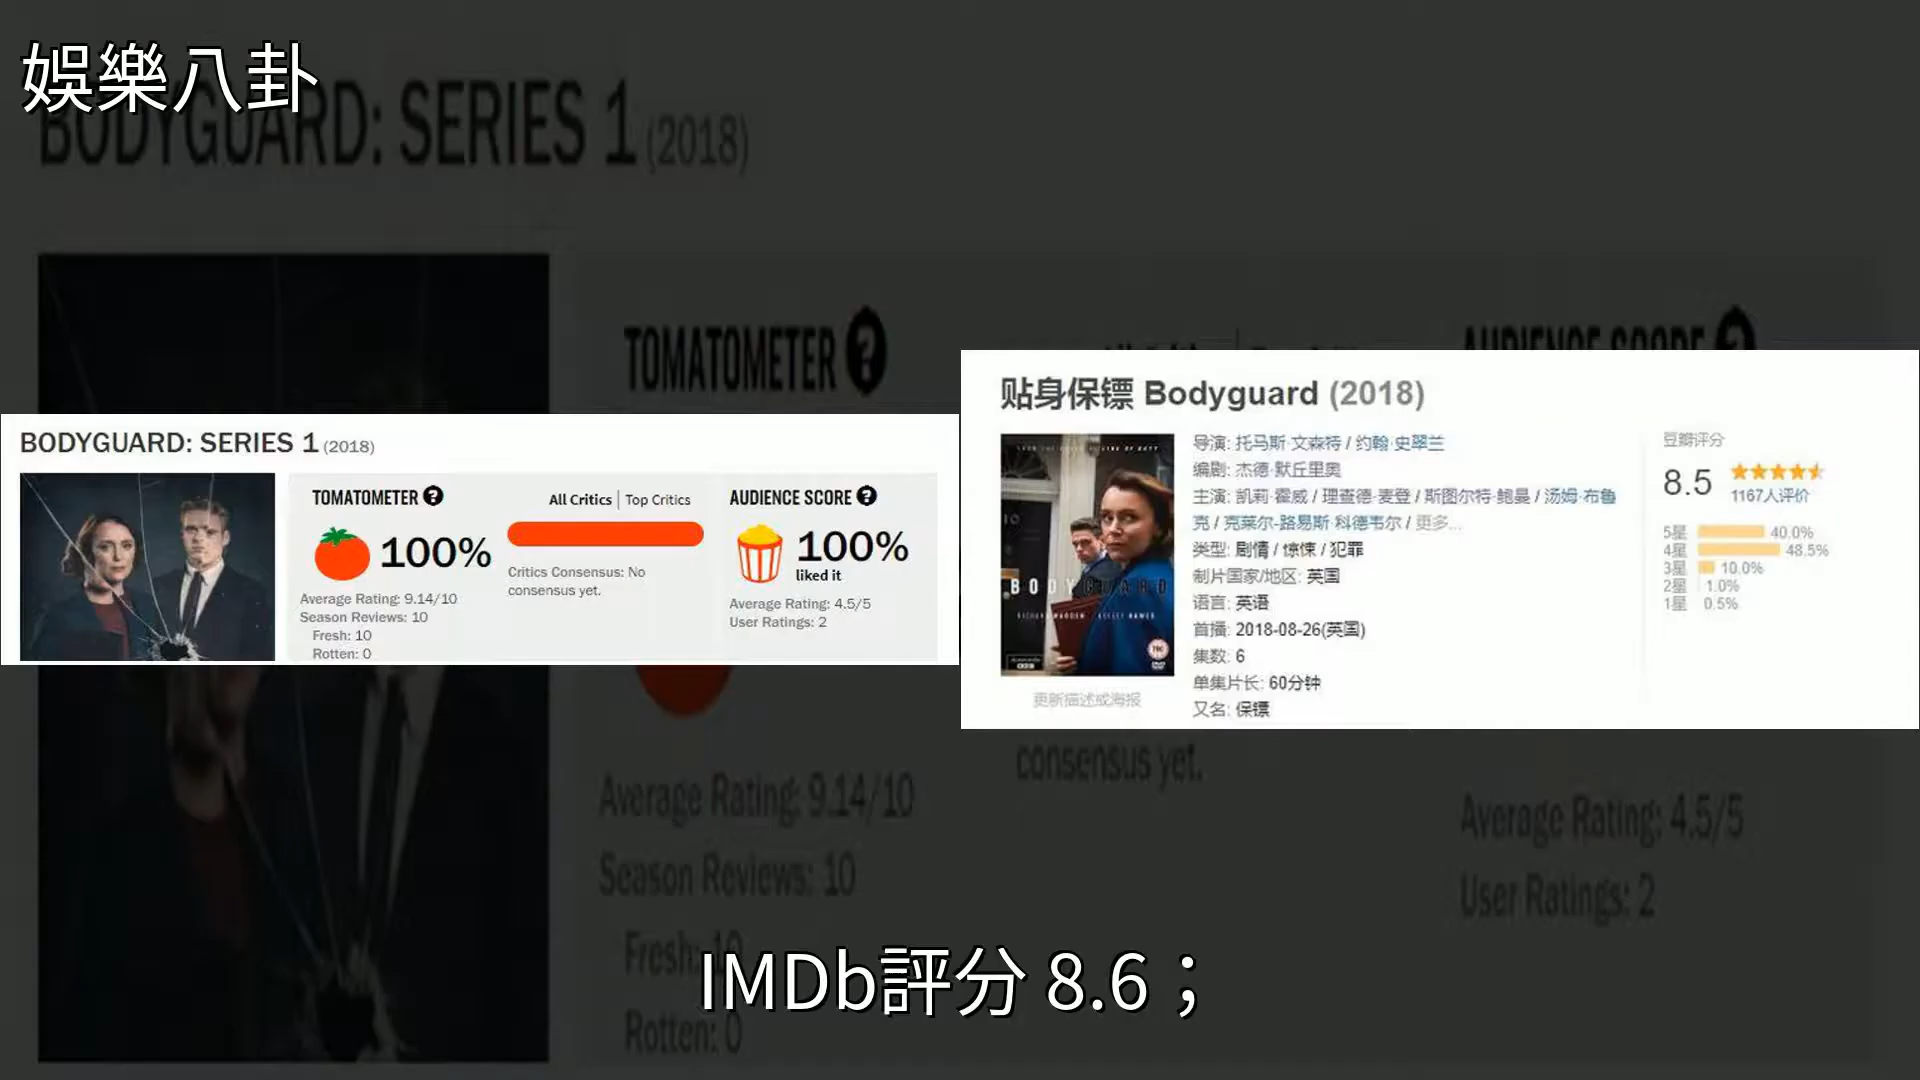 娛樂八卦
BODYGUARD: SERIES 1 (2018)
TOMATOMETER ?
AUDIENCE SCORE ?
BODYGUARD: SERIES 1 (2018)
TOMATOMETER ?
All Critics | Top Critics
100%
Critics Consensus: No
consensus yet.
Average Rating: 9.14/10
Season Reviews: 10
Fresh: 10
Rotten: 0
AUDIENCE SCORE ?
100%
liked it
Average Rating: 4.5/5
User Ratings: 2
贴身保镖 Bodyguard (2018)
BODYGUARD
RICHARD MADDEN KEELEY HAWES
更新描述或海报
导演: 托马斯·文森特 / 约翰·史翠兰
编剧: 杰德·默丘里奥
主演: 凯莉·霍威 / 理查德·麦登 / 斯图尔特·鲍曼 / 汤姆·布鲁
克 / 克莱尔-路易斯·科德韦尔 / 更多...
类型: 剧情 / 惊悚 / 犯罪
制片国家/地区: 英国
语言: 英语
首播: 2018-08-26(英国)
集数: 6
单集片长: 60分钟
又名: 保镖
豆瓣评分
8.5
1167人评价
5星 40.0%
4星 48.5%
3星 10.0%
2星 1.0%
1星 0.5%
consensus yet.
Average Rating: 9.14/10
Season Reviews: 10
Fresh: 10
Rotten: 0
Average Rating: 4.5/5
User Ratings: 2
IMDb評分 8.6；